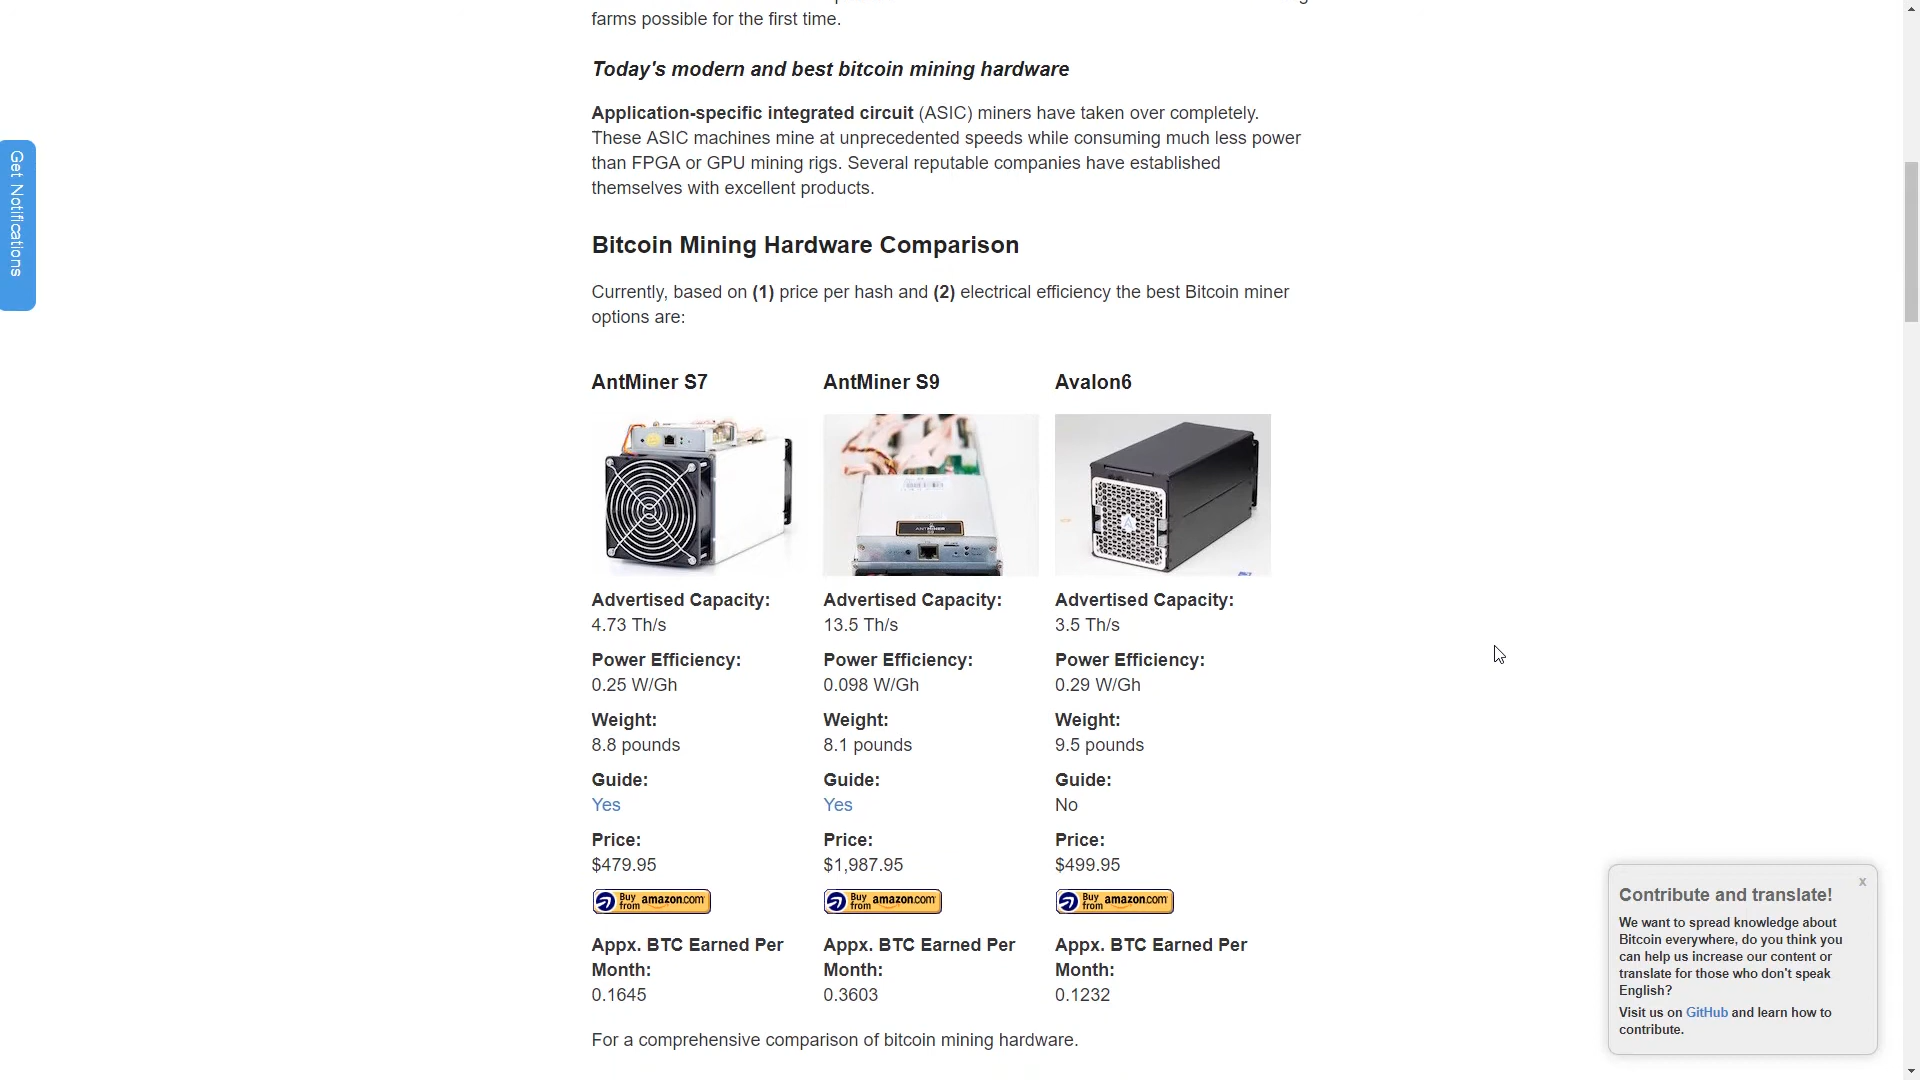 farms possible for the first time.
Today's modern and best bitcoin mining hardware
Application-specific integrated circuit (ASIC) miners have taken over completely.
These ASIC machines mine at unprecedented speeds while consuming much less power
than FPGA or GPU mining rigs. Several reputable companies have established
themselves with excellent products.
Get Notifications
Bitcoin Mining Hardware Comparison
Currently, based on (1) price per hash and (2) electrical efficiency the best Bitcoin miner
options are:
AntMiner S7 AntMiner S9 Avalon6
ANTMINER
Advertised Capacity: Advertised Capacity: Advertised Capacity:
4.73 Th/s 13.5 Th/s 3.5 Th/s
Power Efficiency: Power Efficiency: Power Efficiency:
0.25 W/Gh 0.098 W/Gh 0.29 W/Gh
Weight: Weight: Weight:
8.8 pounds 8.1 pounds 9.5 pounds
Guide: Guide: Guide:
Yes Yes No
Price: Price: Price:
$479.95 $1,987.95 $499.95
Buy from amazon.com Buy from amazon.com Buy from amazon.com
Appx. BTC Earned Per Appx. BTC Earned Per Appx. BTC Earned Per
Month: Month: Month:
0.1645 0.3603 0.1232
For a comprehensive comparison of bitcoin mining hardware.
x
Contribute and translate!
We want to spread knowledge about
Bitcoin everywhere, do you think you
can help us increase our content or
translate for those who don't speak
English?
Visit us on GitHub and learn how to
contribute.